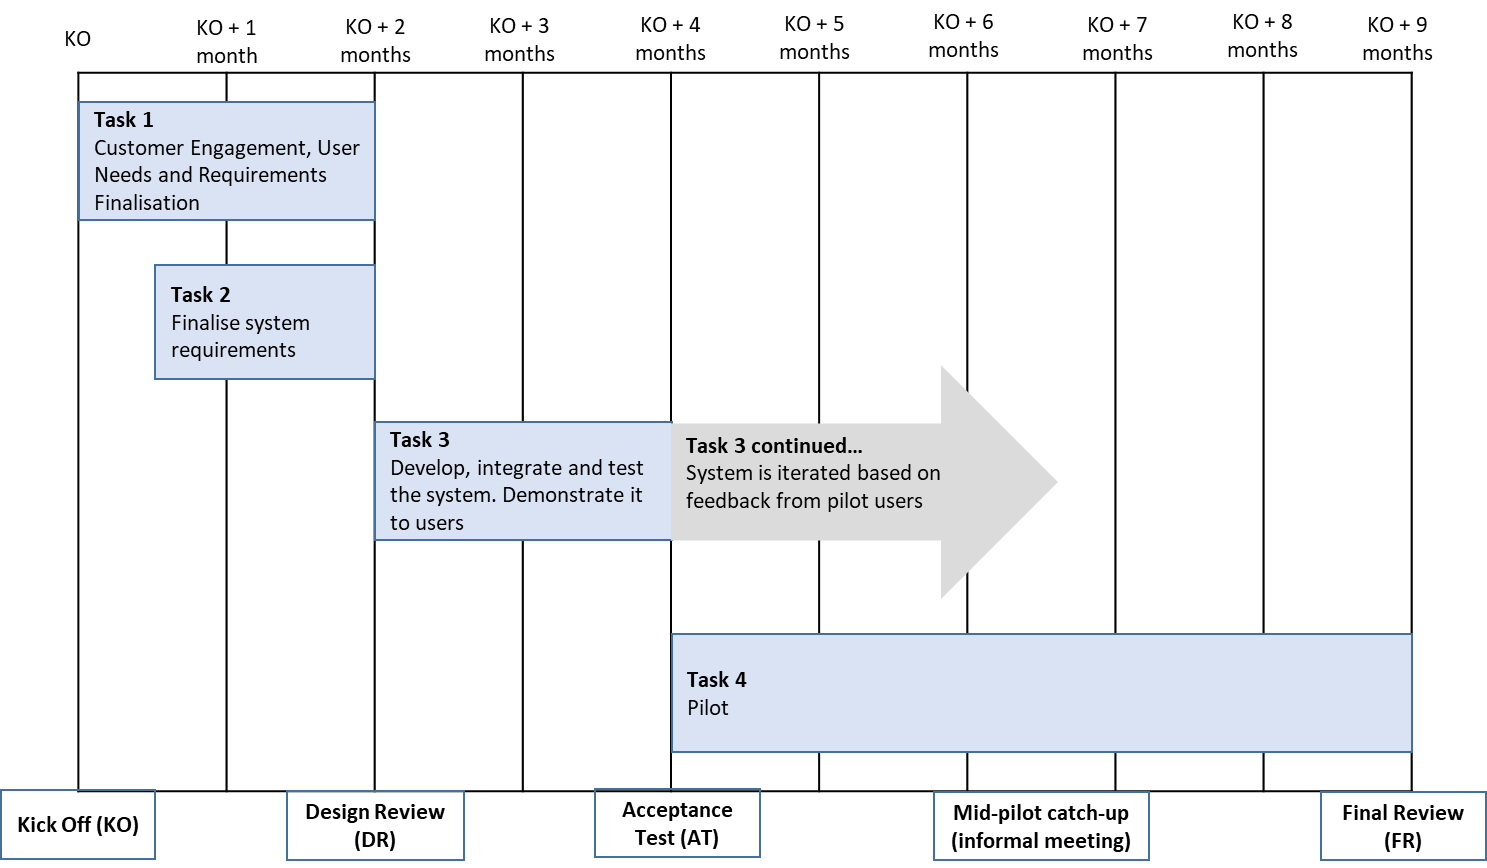 KO
KO + 1
month
KO + 2
months
KO + 3
months
KO + 4
months
KO + 5
months
KO + 6
months
KO + 7
months
KO + 8
months
KO + 9
months
Task 1
Customer Engagement, User
Needs and Requirements
Finalisation
Task 2
Finalise system
requirements
Task 3
Develop, integrate and test
the system. Demonstrate it
to users
Task 3 continued…
System is iterated based on
feedback from pilot users
Task 4
Pilot
Kick Off (KO)
Design Review
(DR)
Acceptance
Test (AT)
Mid-pilot catch-up
(informal meeting)
Final Review
(FR)